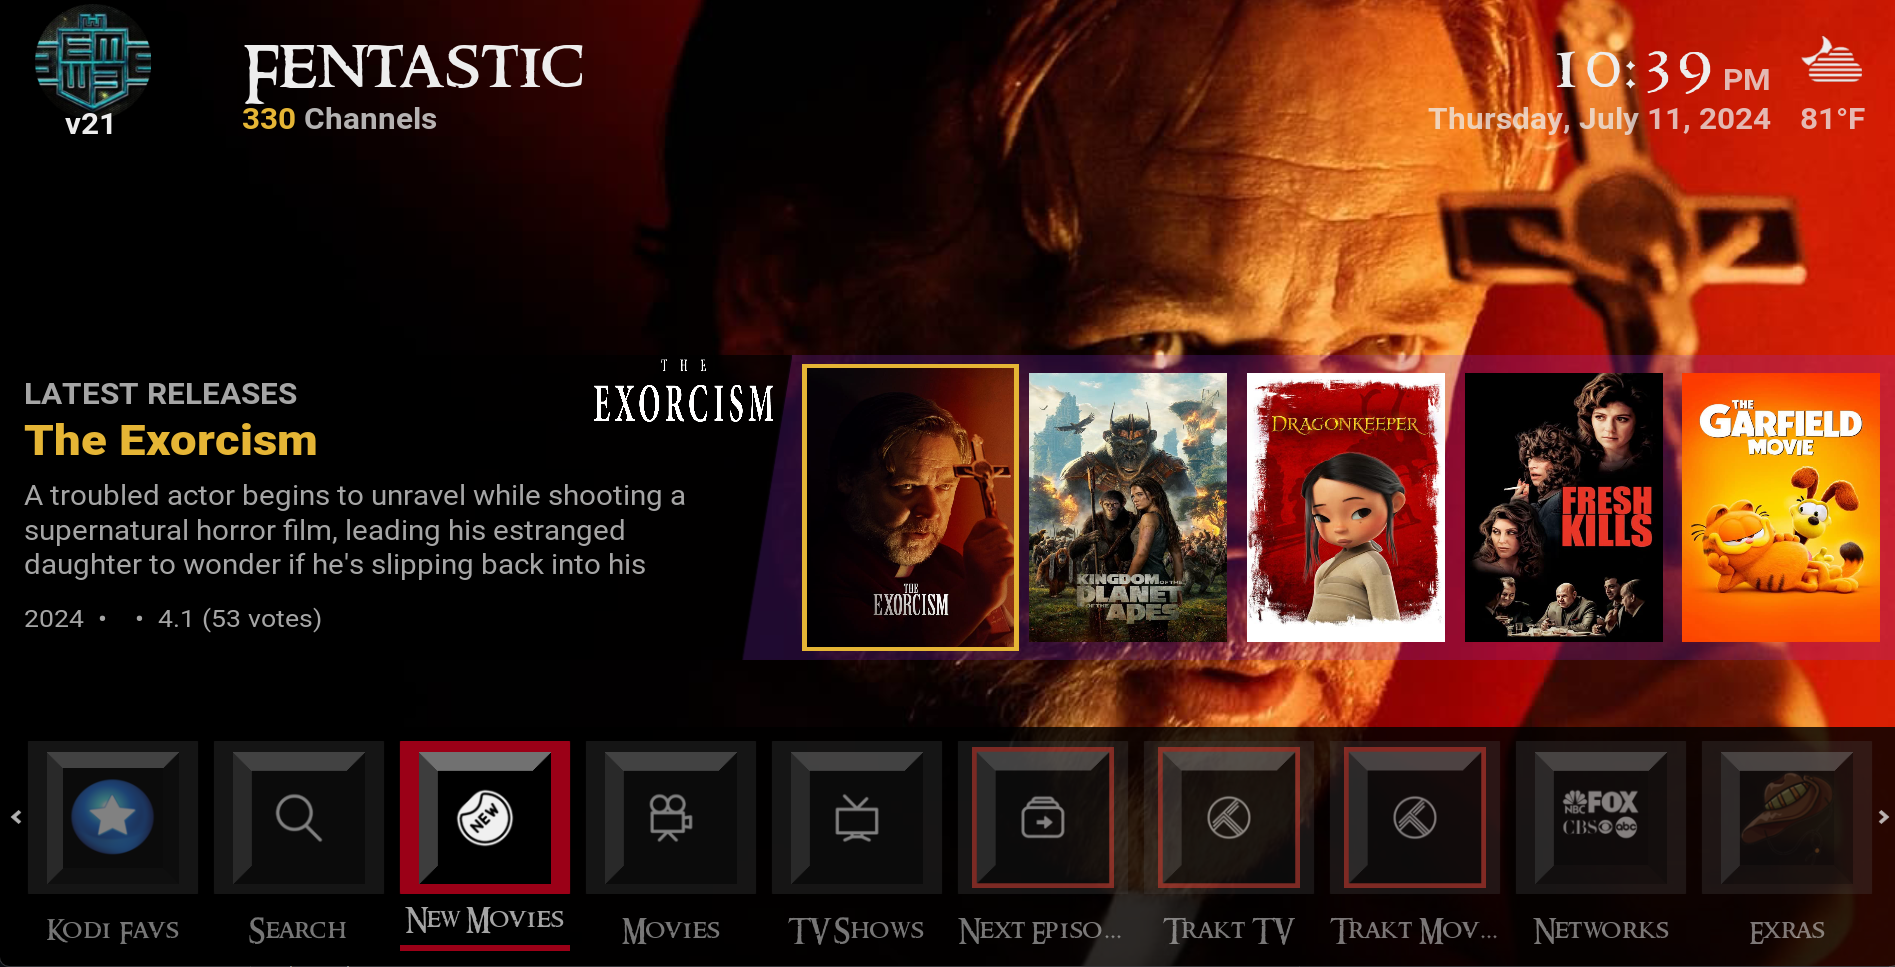 EM
W3
v21
FENTASTIC
330 Channels
10:39 PM
Thursday, July 11, 2024
81°F
LATEST RELEASES
The Exorcism
A troubled actor begins to unravel while shooting a
supernatural horror film, leading his estranged
daughter to wonder if he's slipping back into his
2024 • • 4.1 (53 votes)
THE
EXORCISM
THE
EXORCISM
KINGDOM OF THE
PLANET
OF THE APES
DRAGONKEEPER
FRESH
KILLS
THE
GARFIELD
MOVIE
NEW
NBC FOX
CBS abc
KODI FAVS
SEARCH
NEW MOVIES
MOVIES
TV SHOWS
NEXT EPISO...
TRAKT TV
TRAKT MOV...
NETWORKS
EXRAS